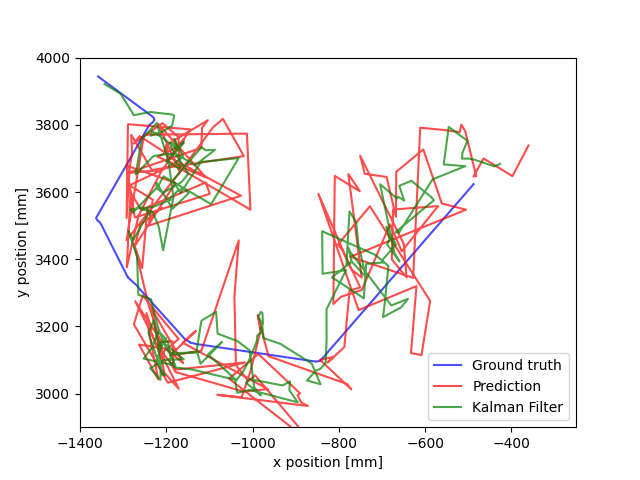 4000
3800
3600
3400
3200
3000
y position [mm]
−1400
−1200
−1000
−800
−600
−400
x position [mm]
Ground truth
Prediction
Kalman Filter